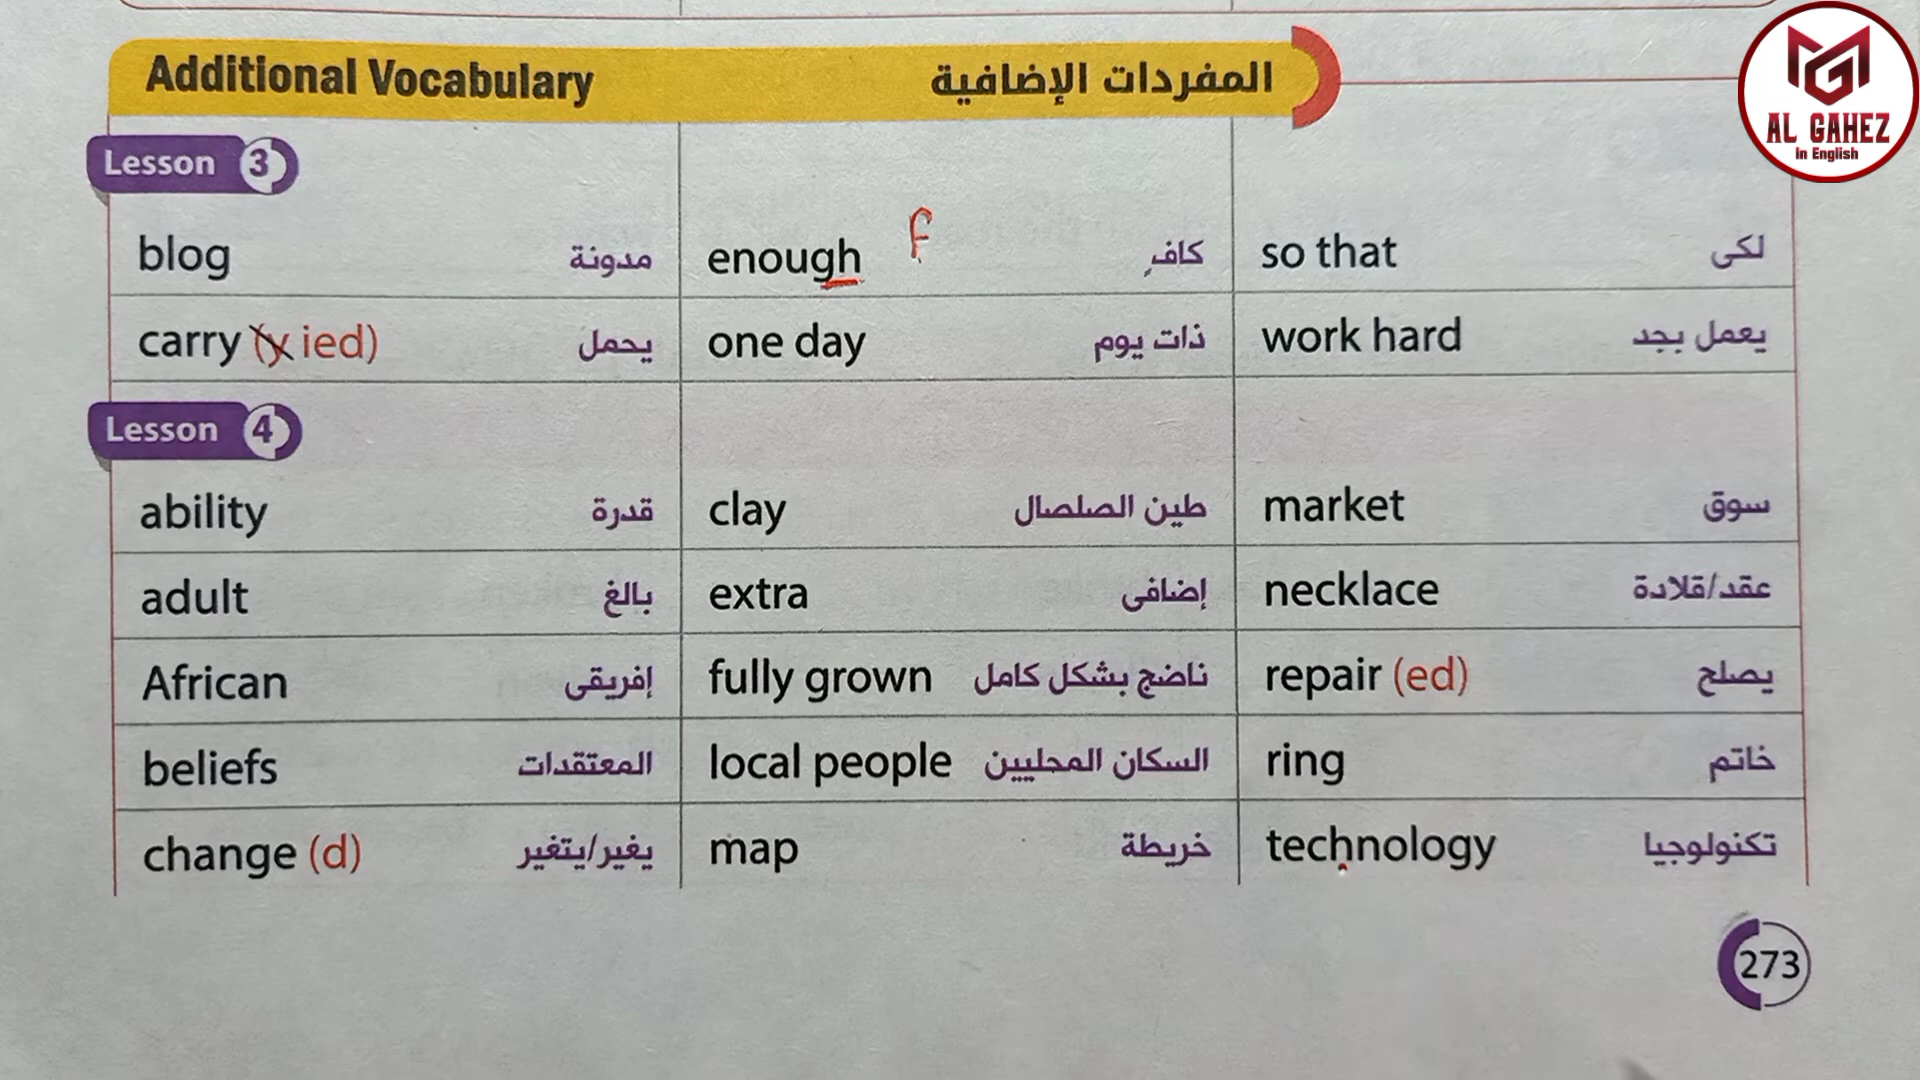 Additional Vocabulary المفردات الإضافية
AL GAHEZ
in English
Lesson 3
blog مدونة enough f كافٍ so that لكى
carry (y ied) يحمل one day ذات يوم work hard يعمل بجد
Lesson 4
ability قدرة clay طين الصلصال market سوق
adult بالغ extra إضافى necklace عقد/قلادة
African إفريقى fully grown ناضج بشكل كامل repair (ed) يصلح
beliefs المعتقدات local people السكان المحليين ring خاتم
change (d) يغير/يتغير map خريطة technology تكنولوجيا
273